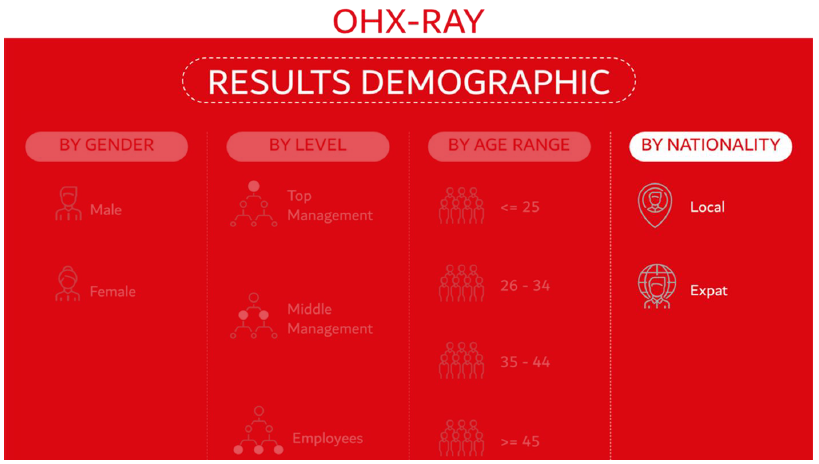 OHX-RAY
RESULTS DEMOGRAPHIC
BY GENDER
Male
Female
BY LEVEL
Top
Management
Middle
Management
Employees
BY AGE RANGE
<= 25
26 - 34
35 - 44
>= 45
BY NATIONALITY
Local
Expat